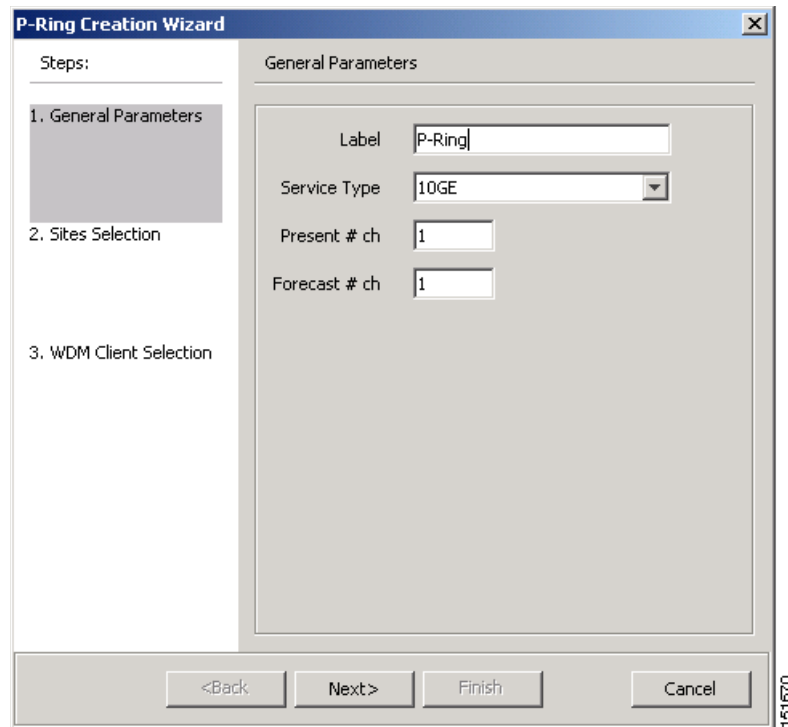 P-Ring Creation Wizard
Steps:
General Parameters
1. General Parameters
2. Sites Selection
3. WDM Client Selection
Label P-Ring
Service Type 10GE
Present # ch 1
Forecast # ch 1
<Back Next> Finish Cancel
151670